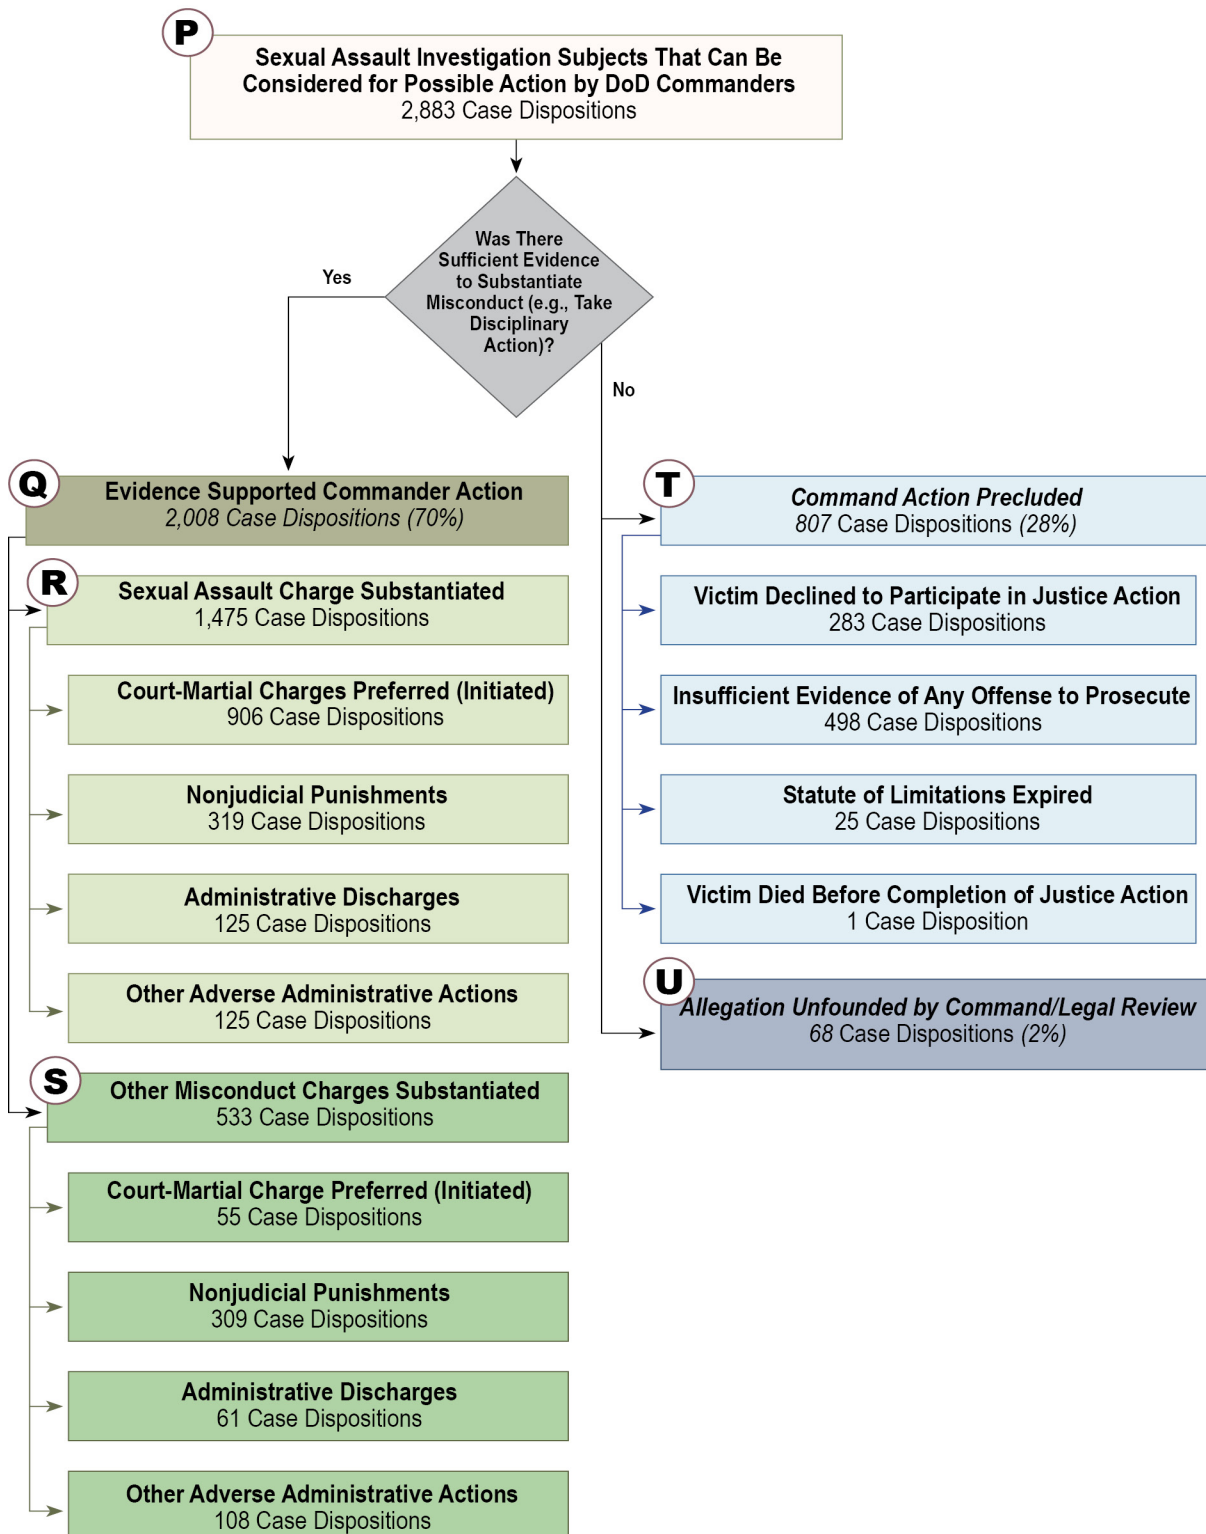 P
Sexual Assault Investigation Subjects That Can Be
Considered for Possible Action by DoD Commanders
2,883 Case Dispositions
Was There
Sufficient Evidence
to Substantiate
Misconduct (e.g., Take
Disciplinary
Action)?
Yes
No
Q
Evidence Supported Commander Action
2,008 Case Dispositions (70%)
R
Sexual Assault Charge Substantiated
1,475 Case Dispositions
Court-Martial Charges Preferred (Initiated)
906 Case Dispositions
Nonjudicial Punishments
319 Case Dispositions
Administrative Discharges
125 Case Dispositions
Other Adverse Administrative Actions
125 Case Dispositions
S
Other Misconduct Charges Substantiated
533 Case Dispositions
Court-Martial Charge Preferred (Initiated)
55 Case Dispositions
Nonjudicial Punishments
309 Case Dispositions
Administrative Discharges
61 Case Dispositions
Other Adverse Administrative Actions
108 Case Dispositions
T
Command Action Precluded
807 Case Dispositions (28%)
Victim Declined to Participate in Justice Action
283 Case Dispositions
Insufficient Evidence of Any Offense to Prosecute
498 Case Dispositions
Statute of Limitations Expired
25 Case Dispositions
Victim Died Before Completion of Justice Action
1 Case Disposition
U
Allegation Unfounded by Command/Legal Review
68 Case Dispositions (2%)